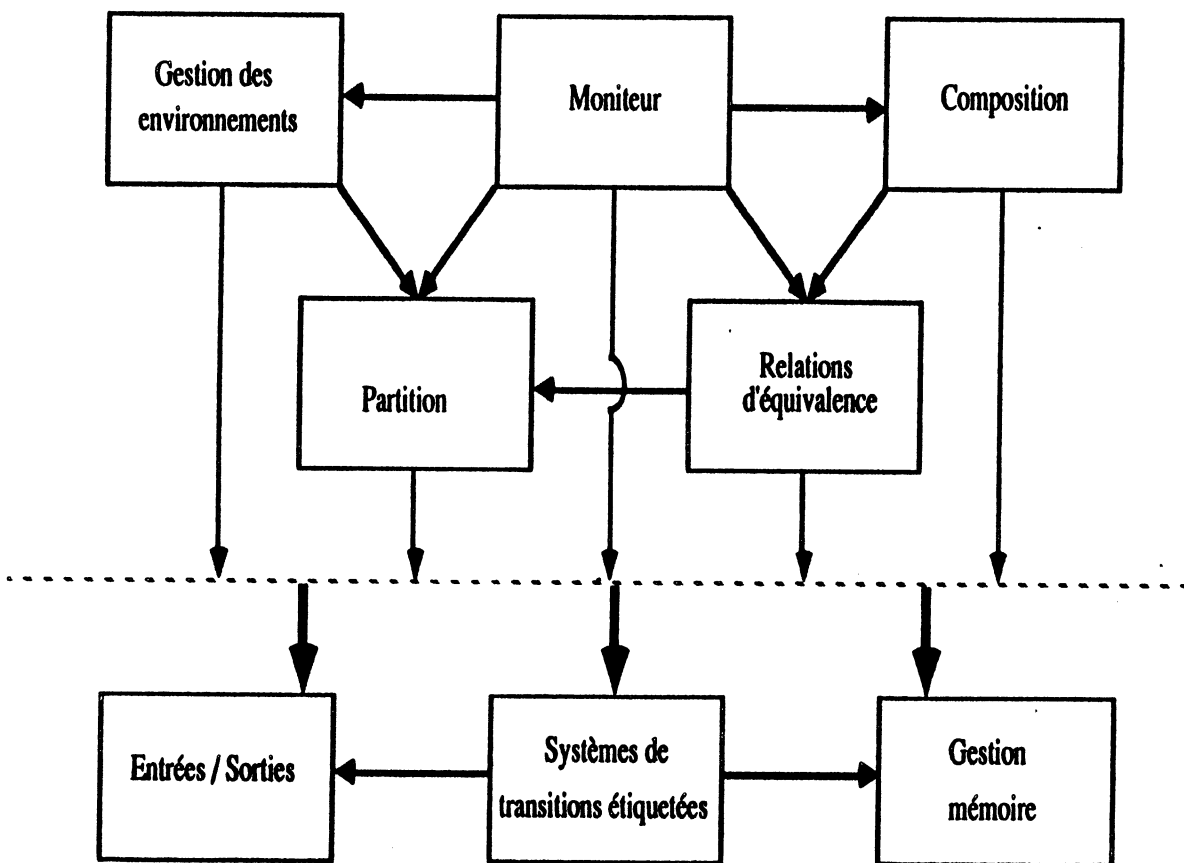 Gestion des
environnements
Moniteur
Composition
Partition
Relations
d'équivalence
Entrées / Sorties
Systèmes de
transitions étiquetées
Gestion
mémoire